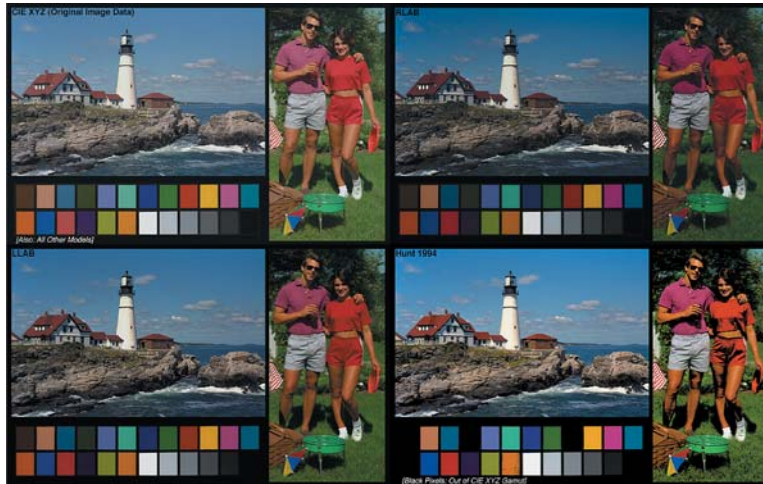 CIE XYZ (Original Image Data)
RLAB
[Also: All Other Models]
LLAB
Hunt 1994
[Black Pixels: Out of CIE XYZ Gamut]